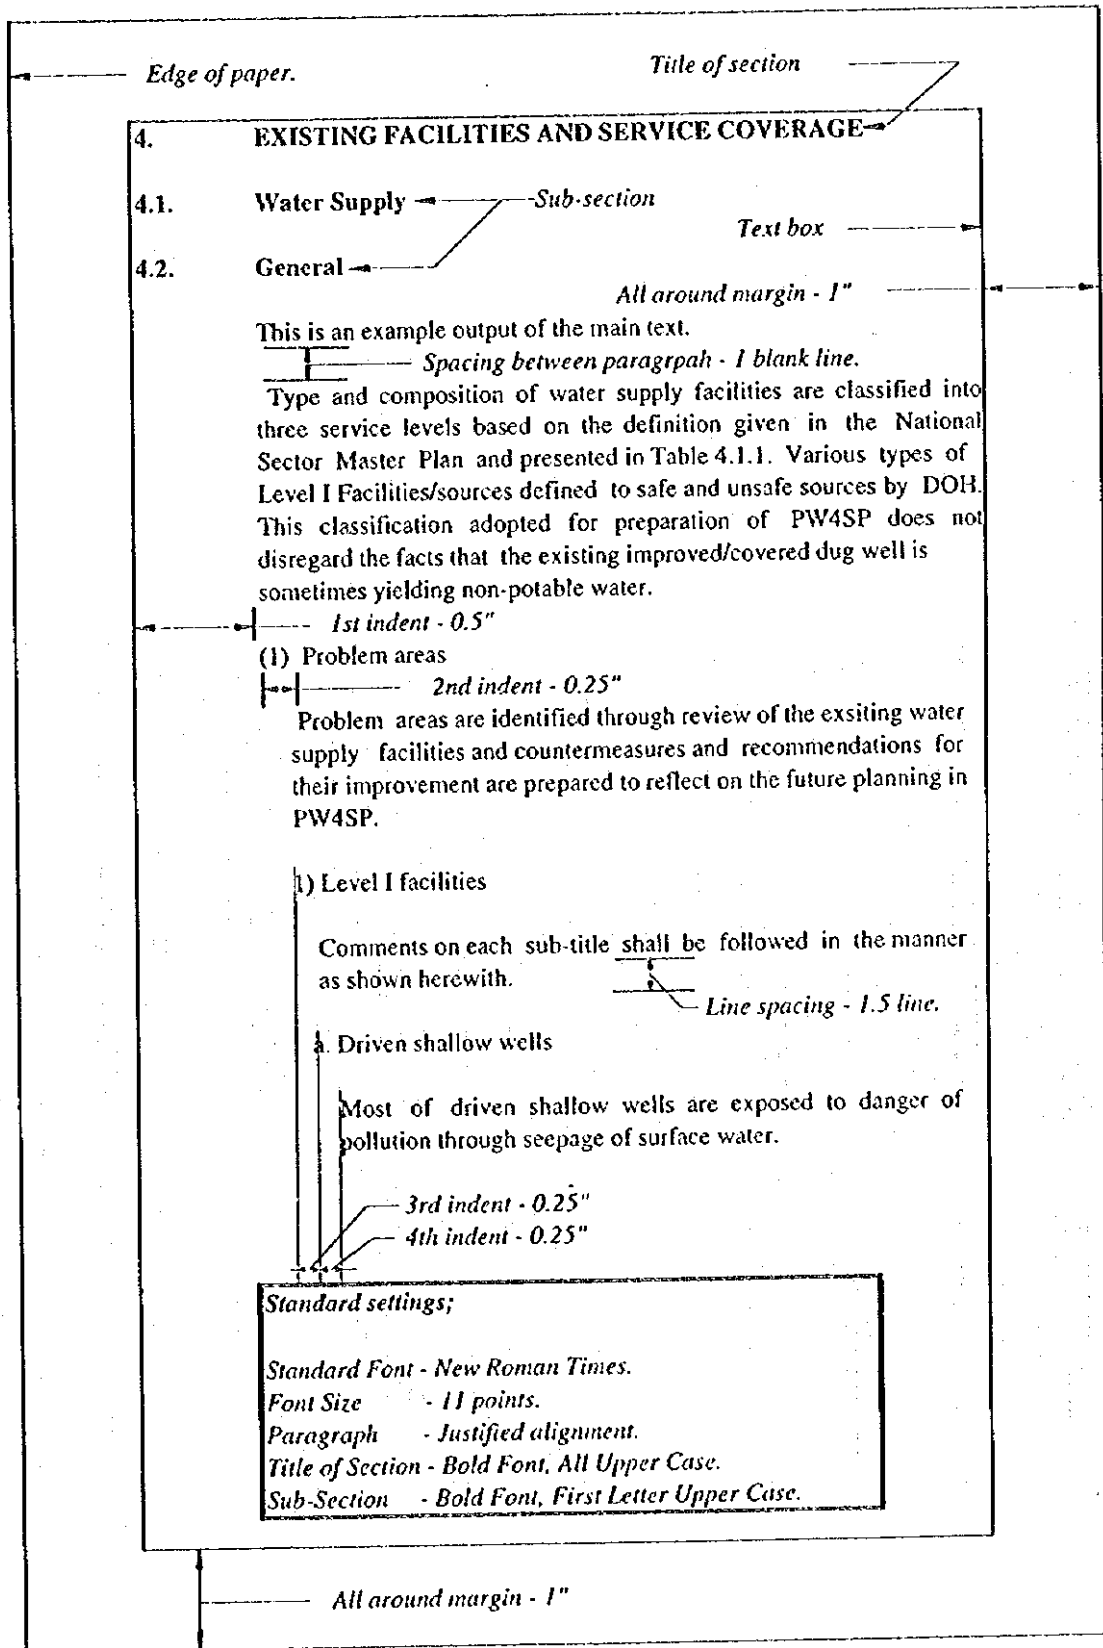 Edge of paper.
Title of section
4. EXISTING FACILITIES AND SERVICE COVERAGE
4.1. Water Supply
Sub-section
Text box
4.2. General
All around margin - 1"
This is an example output of the main text.
Spacing between paragrpah - 1 blank line.
Type and composition of water supply facilities are classified into
three service levels based on the definition given in the National
Sector Master Plan and presented in Table 4.1.1. Various types of
Level I Facilities/sources defined to safe and unsafe sources by DOH.
This classification adopted for preparation of PW4SP does not
disregard the facts that the existing improved/covered dug well is
sometimes yielding non-potable water.
1st indent - 0.5"
(1) Problem areas
2nd indent - 0.25"
Problem areas are identified through review of the exsiting water
supply facilities and countermeasures and recommendations for
their improvement are prepared to reflect on the future planning in
PW4SP.
1) Level I facilities
Comments on each sub-title shall be followed in the manner
as shown herewith.
Line spacing - 1.5 line.
a. Driven shallow wells
Most of driven shallow wells are exposed to danger of
pollution through seepage of surface water.
3rd indent - 0.25"
4th indent - 0.25"
Standard settings;
Standard Font - New Roman Times.
Font Size - 11 points.
Paragraph - Justified alignment.
Title of Section - Bold Font, All Upper Case.
Sub-Section - Bold Font, First Letter Upper Case.
All around margin - 1"